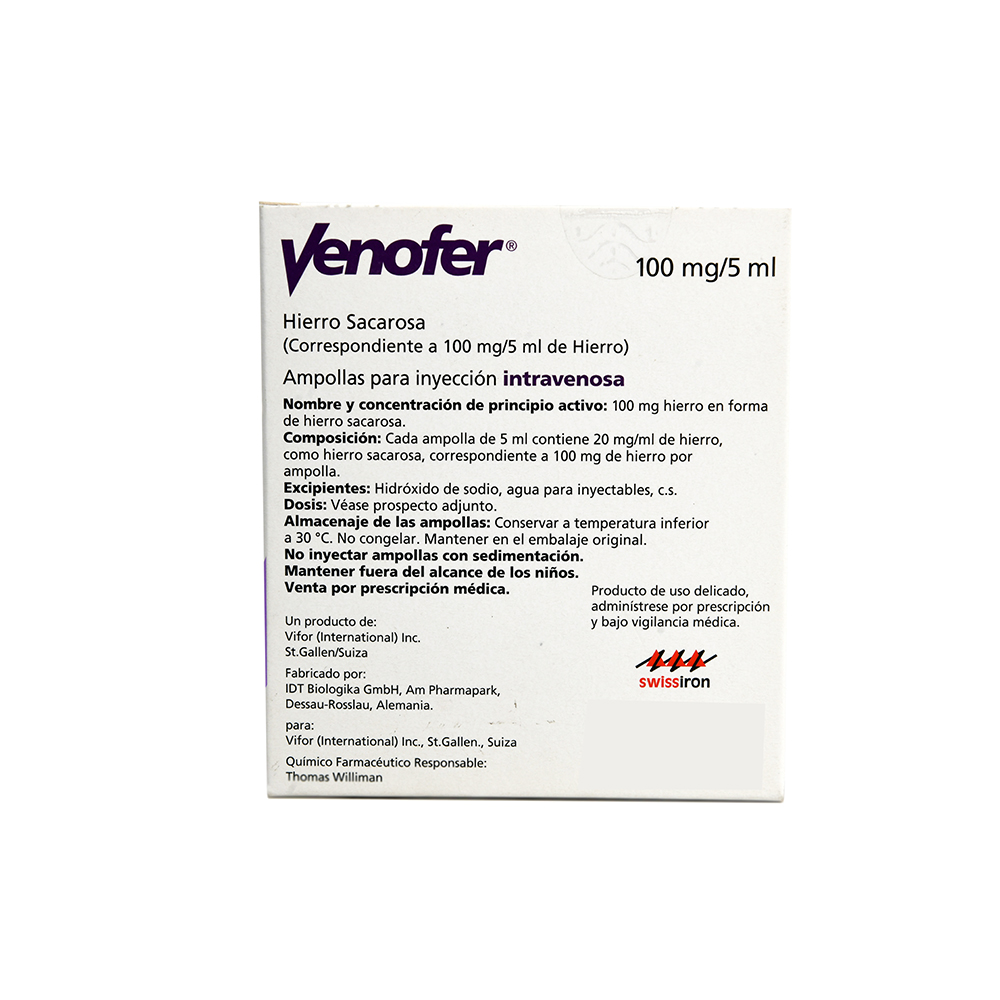 Venofer®
100 mg/5 ml
Hierro Sacarosa
(Correspondiente a 100 mg/5 ml de Hierro)
Ampollas para inyección intravenosa
Nombre y concentración de principio activo: 100 mg hierro en forma
de hierro sacarosa.
Composición: Cada ampolla de 5 ml contiene 20 mg/ml de hierro,
como hierro sacarosa, correspondiente a 100 mg de hierro por
ampolla.
Excipientes: Hidróxido de sodio, agua para inyectables, c.s.
Dosis: Véase prospecto adjunto.
Almacenaje de las ampollas: Conservar a temperatura inferior
a 30 °C. No congelar. Mantener en el embalaje original.
No inyectar ampollas con sedimentación.
Mantener fuera del alcance de los niños.
Venta por prescripción médica.
Producto de uso delicado,
adminístrese por prescripción
y bajo vigilancia médica.
Un producto de:
Vifor (International) Inc.
St.Gallen/Suiza
Fabricado por:
IDT Biologika GmbH, Am Pharmapark,
Dessau-Rosslau, Alemania.
para:
Vifor (International) Inc., St.Gallen., Suiza
Químico Farmacéutico Responsable:
Thomas Williman
swissiron